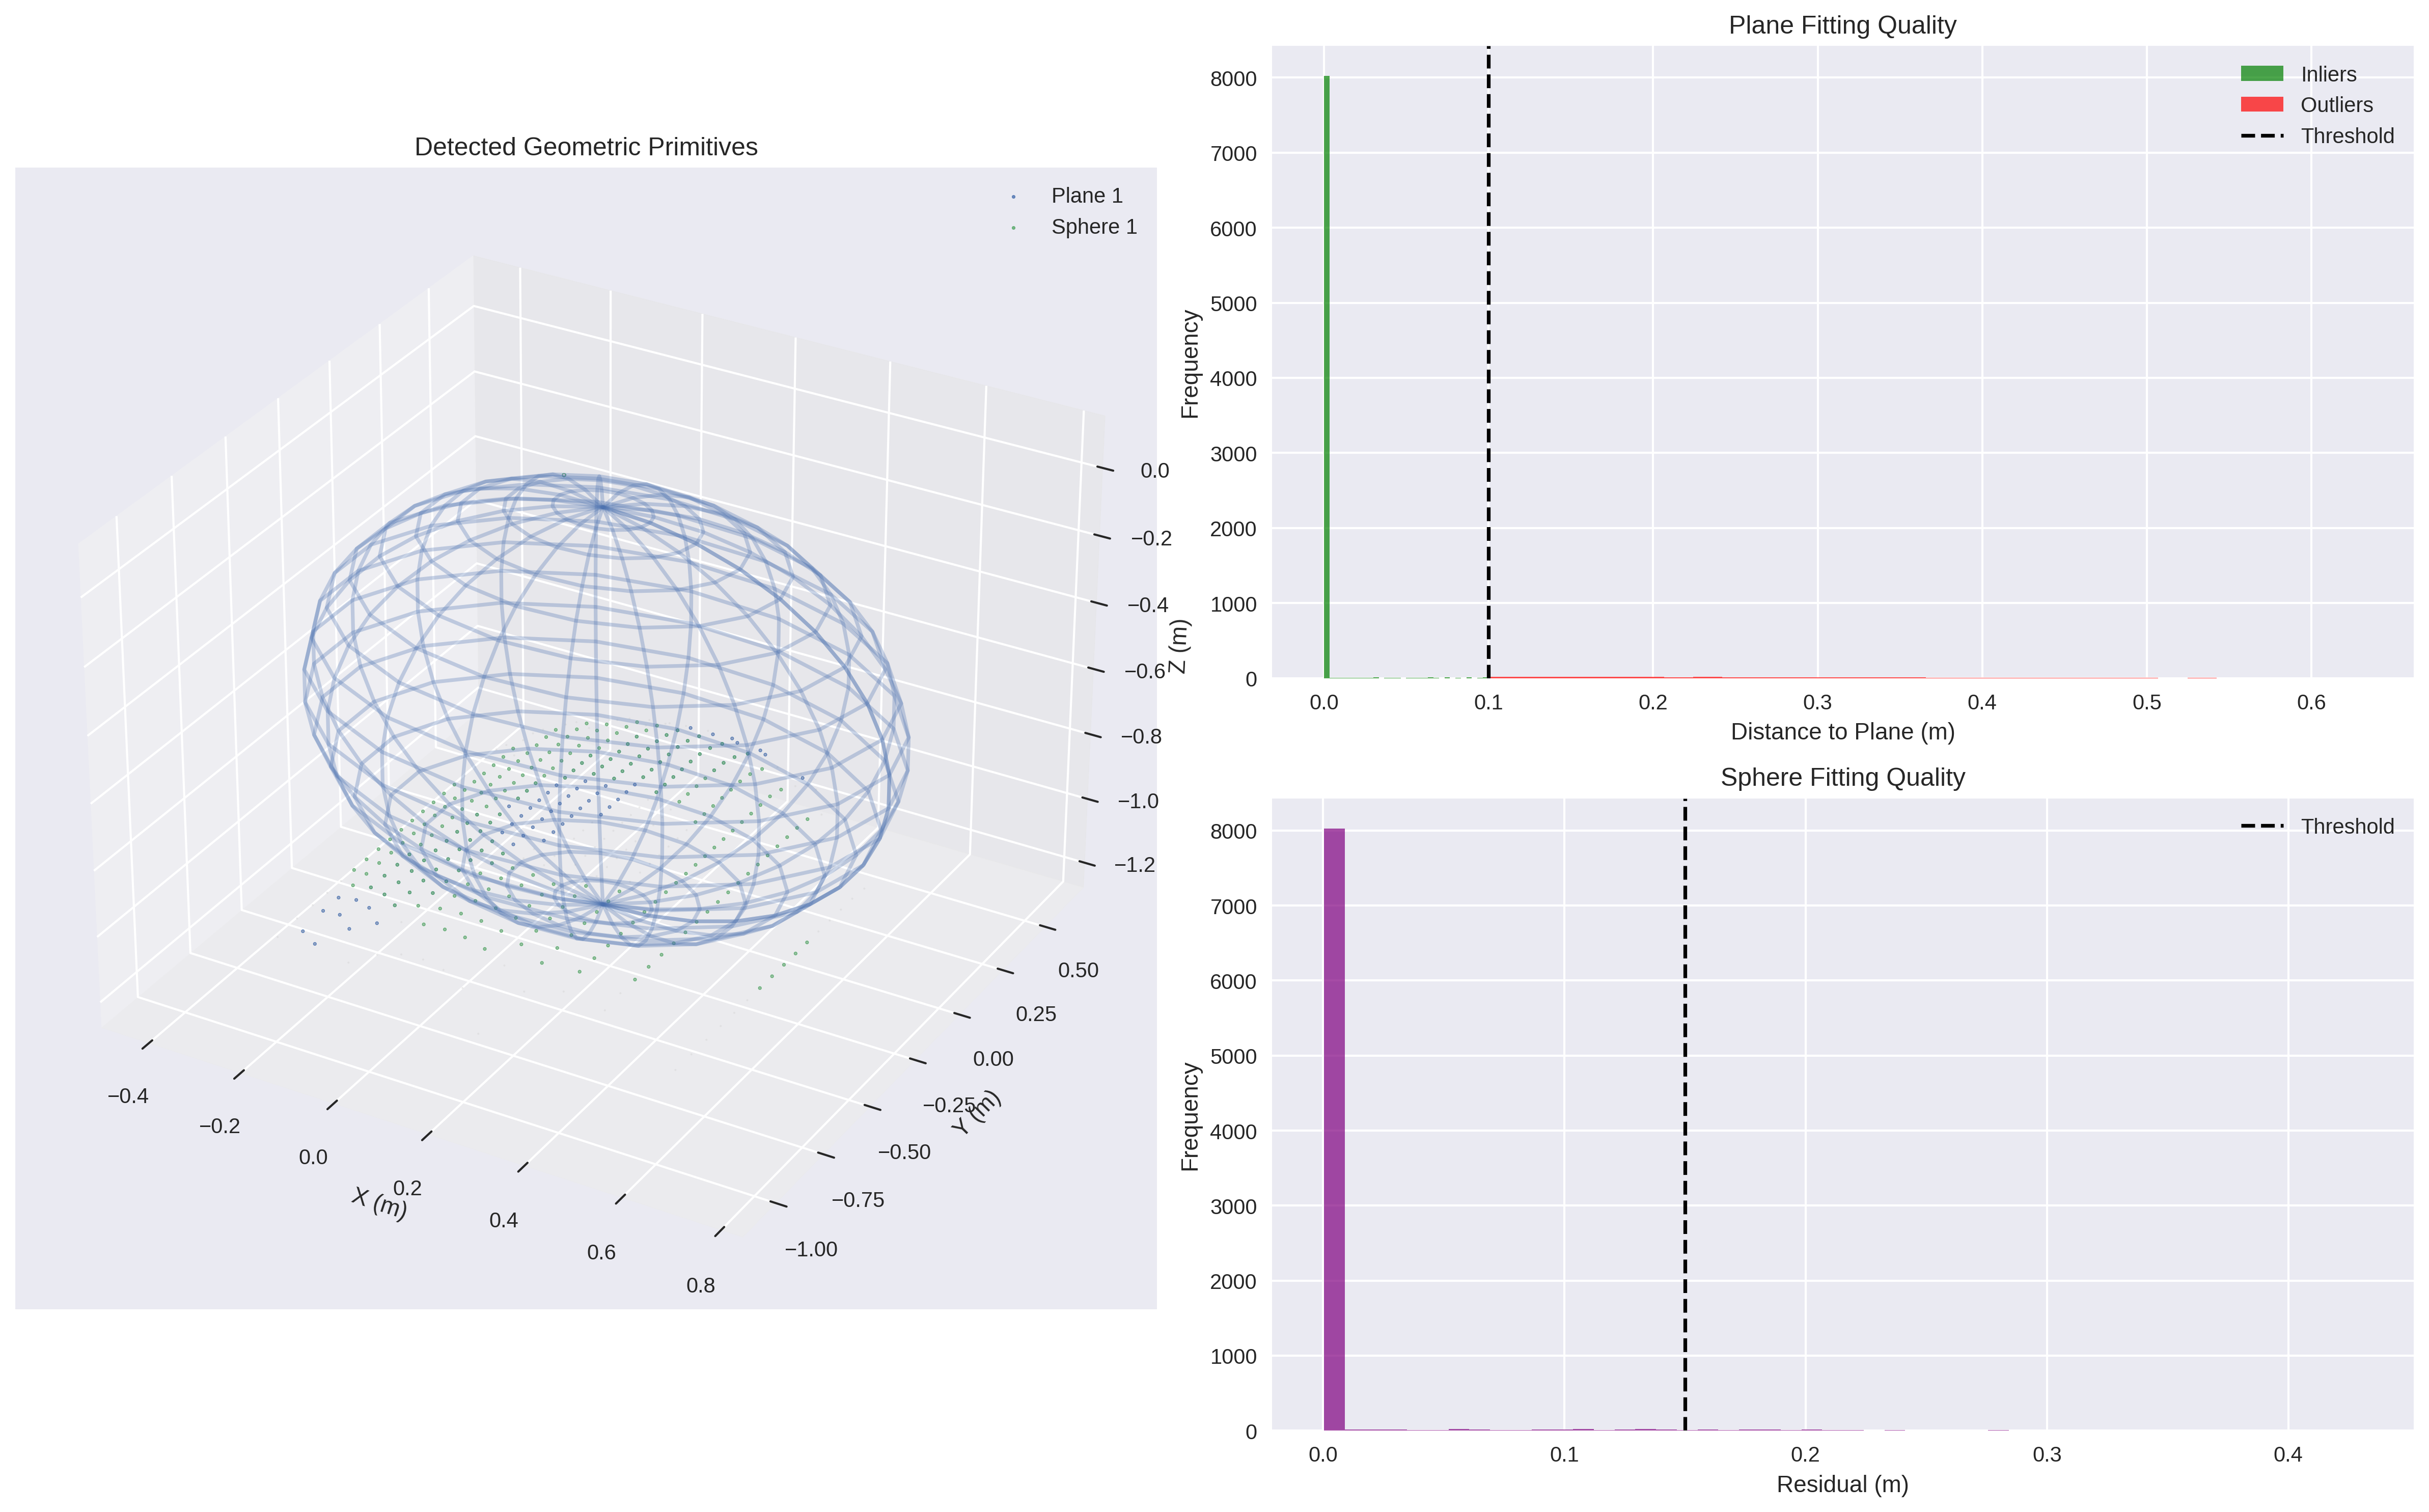 Detected Geometric Primitives
Plane 1
Sphere 1
0.0
−0.2
−0.4
−0.6
−0.8
−1.0
−1.2
Z (m)
0.50
0.25
0.00
−0.25
−0.50
−0.75
−1.00
Y (m)
−0.4
−0.2
0.0
0.2
0.4
0.6
0.8
X (m)
Plane Fitting Quality
Inliers
Outliers
Threshold
8000
7000
6000
5000
4000
3000
2000
1000
0
Frequency
0.0 0.1 0.2 0.3 0.4 0.5 0.6
Distance to Plane (m)
Sphere Fitting Quality
Threshold
8000
7000
6000
5000
4000
3000
2000
1000
0
Frequency
0.0 0.1 0.2 0.3 0.4
Residual (m)